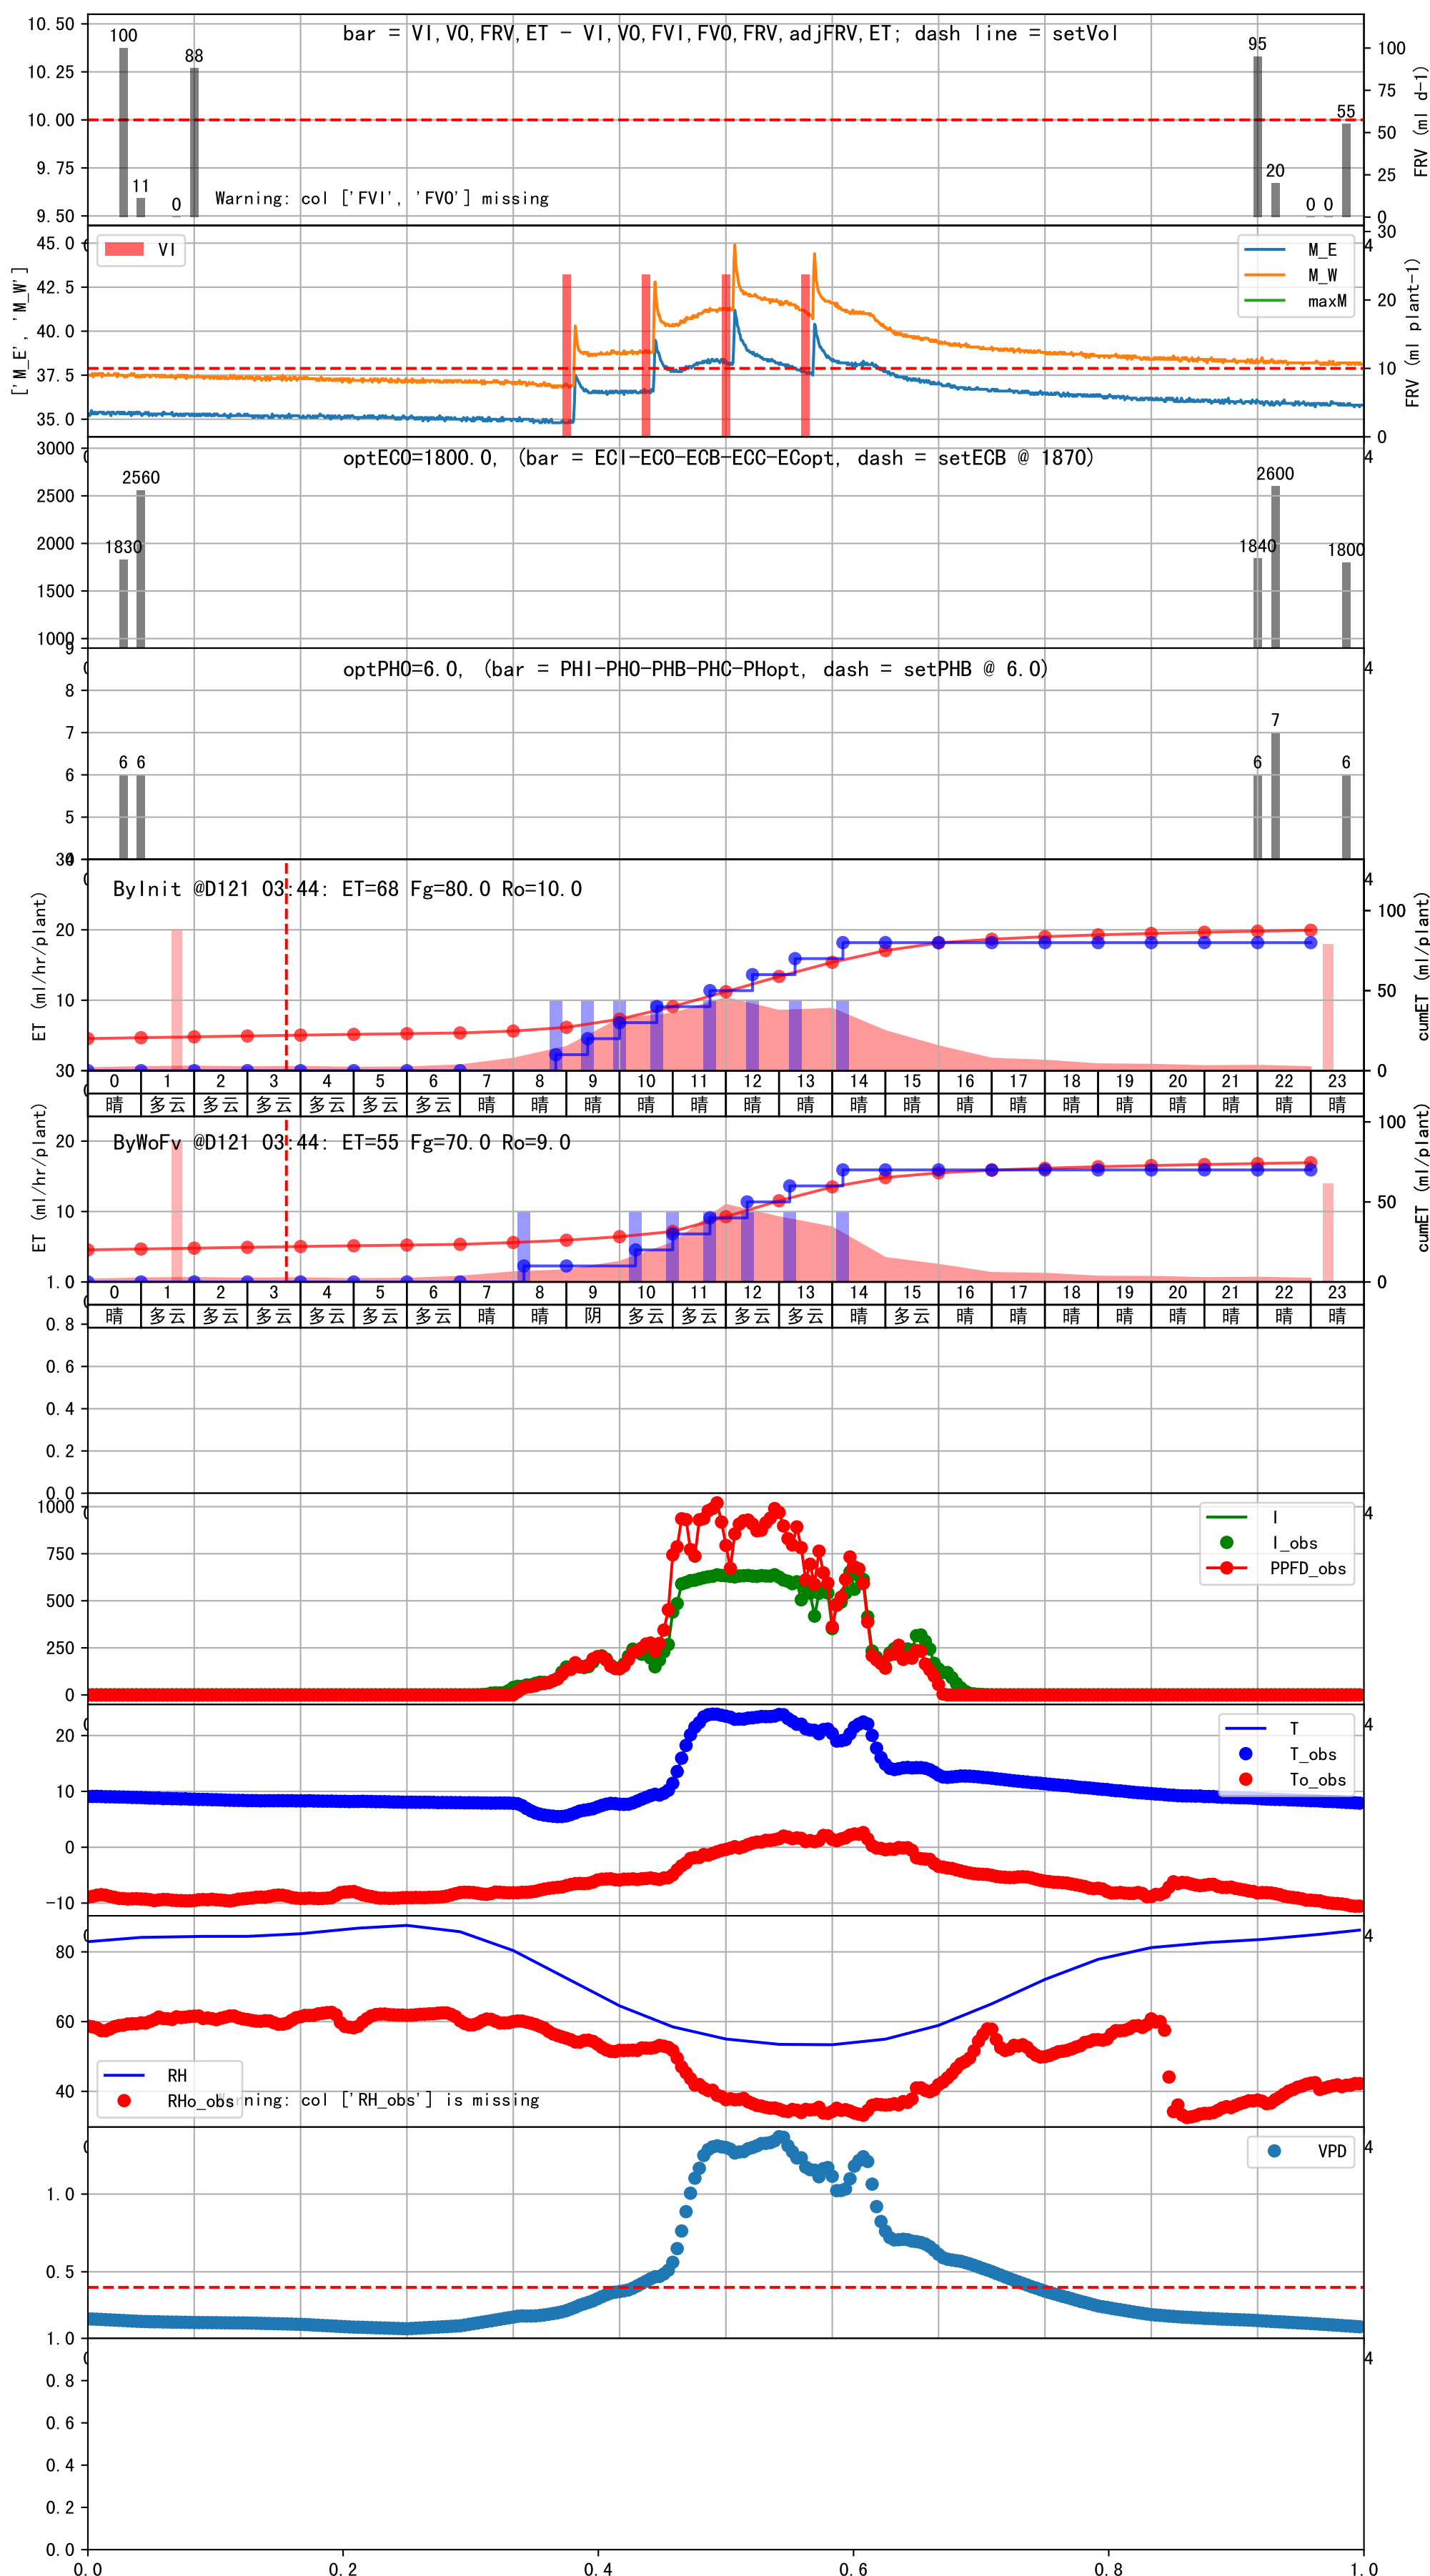 bar = VI,VO,FRV,ET - VI,VO,FVI,FVO,FRV,adjFRV,ET; dash line = setVol
10.50
10.25
10.00
9.75
9.50
100
11
0
88
95
20
0 0
55
Warning: col ['FVI', 'FVO'] missing
100
75
50
25
0
FRV (ml d-1)
['M_E', 'M_W']
45.0
42.5
40.0
37.5
35.0
VI
M_E
M_W
maxM
30
4
20
10
0
FRV (ml plant-1)
optECO=1800.0, (bar = ECI-ECO-ECB-ECC-ECopt, dash = setECB @ 1870)
3000
2500
2000
1500
1000
1830
2560
1840
2600
1800
4
optPHO=6.0, (bar = PHI-PHO-PHB-PHC-PHopt, dash = setPHB @ 6.0)
9
8
7
6
5
4
6 6
6
7
6
4
ByInit @D121 03:44: ET=68 Fg=80.0 Ro=10.0
ET (ml/hr/plant)
30
20
10
4
100
50
0
cumET (ml/plant)
0 1 2 3 4 5 6 7 8 9 10 11 12 13 14 15 16 17 18 19 20 21 22 23
晴 多云 多云 多云 多云 多云 多云 晴 晴 晴 晴 晴 晴 晴 晴 晴 晴 晴 晴 晴 晴 晴 晴 晴
ByWoFv @D121 03:44: ET=55 Fg=70.0 Ro=9.0
ET (ml/hr/plant)
30
20
10
100
50
0
cumET (ml/plant)
0 1 2 3 4 5 6 7 8 9 10 11 12 13 14 15 16 17 18 19 20 21 22 23
晴 多云 多云 多云 多云 多云 多云 晴 晴 阴 多云 多云 多云 多云 晴 多云 晴 晴 晴 晴 晴 晴 晴 晴
1.0
0.8
0.6
0.4
0.2
0.0
1000
750
500
250
0
I
I_obs
PPFD_obs
4
20
10
0
-10
T
T_obs
To_obs
4
80
60
40
RH
RHo_obs
Warning: col ['RH_obs'] is missing
4
1.0
0.5
VPD
4
1.0
0.8
0.6
0.4
0.2
0.0
4
0.0 0.2 0.4 0.6 0.8 1.0